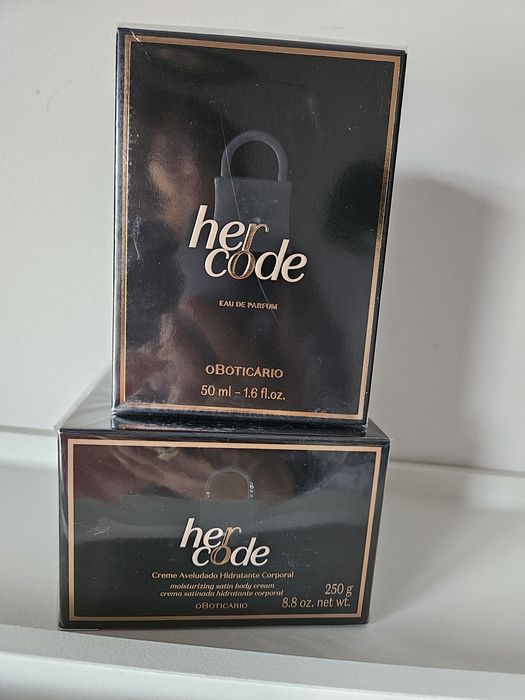 her
code
EAU DE PARFUM
oBOTICÁRIO
50 ml – 1.6 fl.oz.
her
code
Creme Aveludado Hidratante Corporal
moisturizing satin body cream
crema satinada hidratante corporal
oBOTICÁRIO
250 g
8.8 oz. net wt.